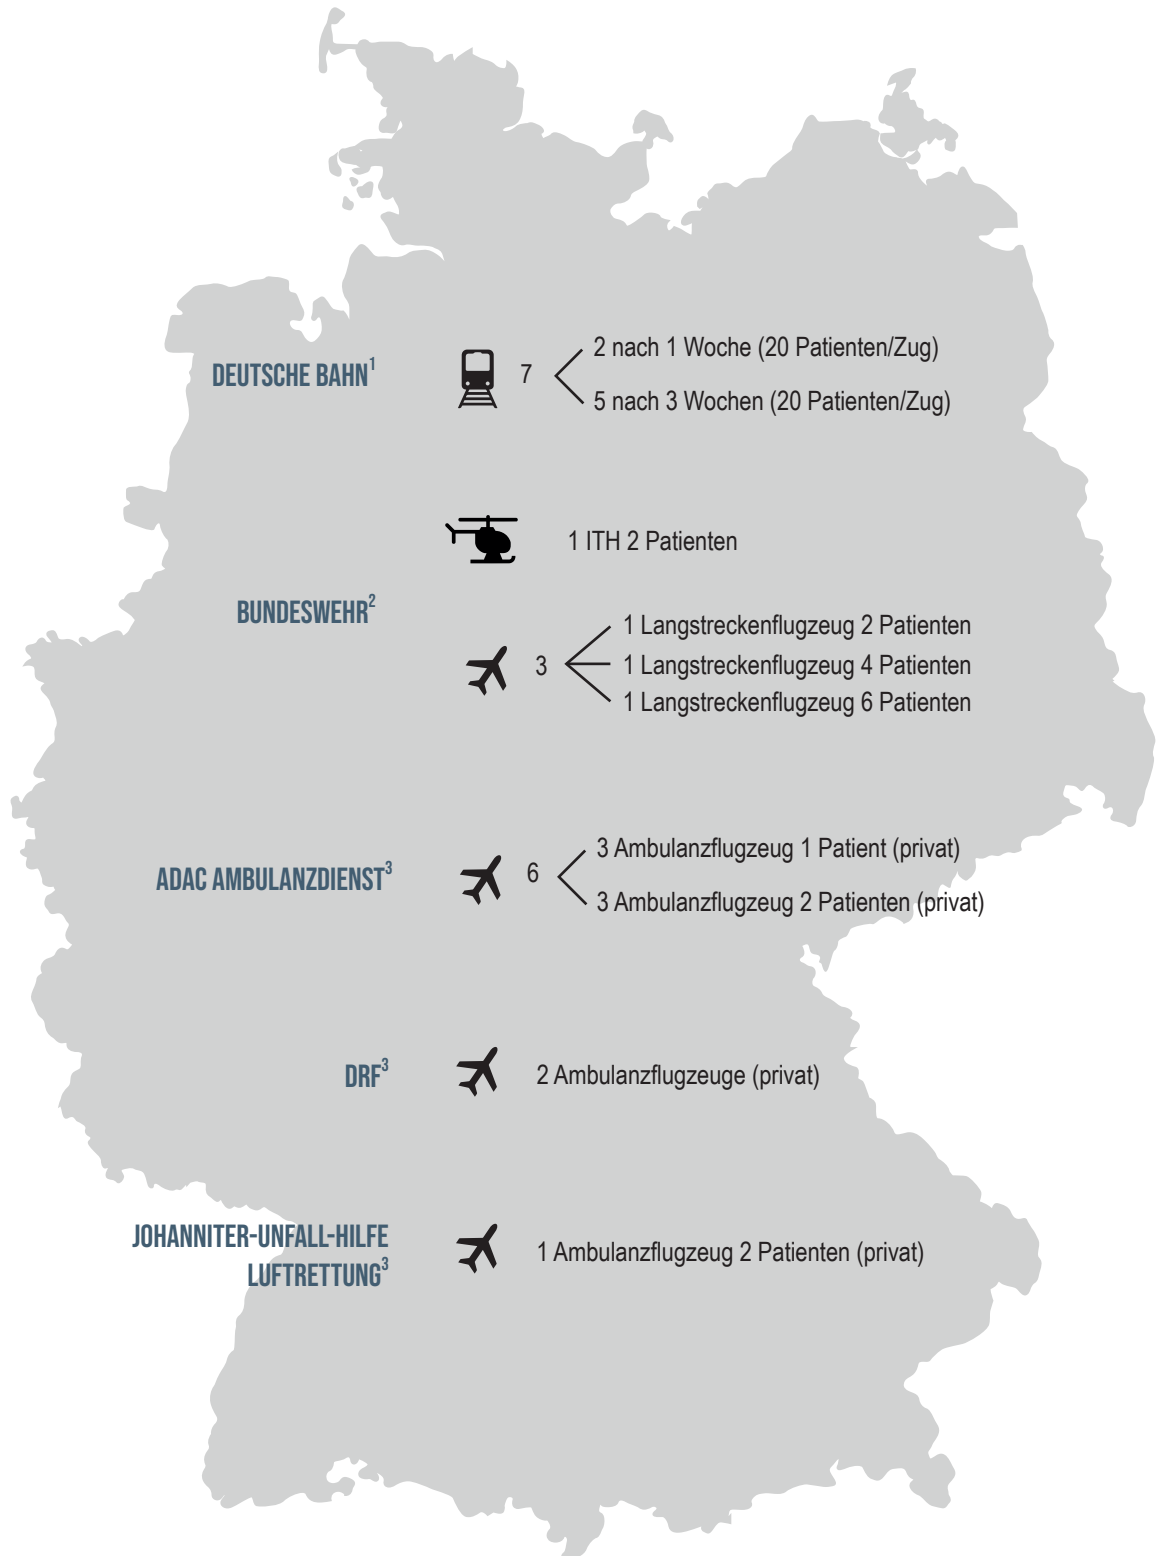 DEUTSCHE BAHN¹
7
2 nach 1 Woche (20 Patienten/Zug)
5 nach 3 Wochen (20 Patienten/Zug)
1 ITH 2 Patienten
BUNDESWEHR²
3
1 Langstreckenflugzeug 2 Patienten
1 Langstreckenflugzeug 4 Patienten
1 Langstreckenflugzeug 6 Patienten
ADAC AMBULANZDIENST³
6
3 Ambulanzflugzeug 1 Patient (privat)
3 Ambulanzflugzeug 2 Patienten (privat)
DRF³
2 Ambulanzflugzeuge (privat)
JOHANNITER-UNFALL-HILFE
LUFTRETTUNG³
1 Ambulanzflugzeug 2 Patienten (privat)